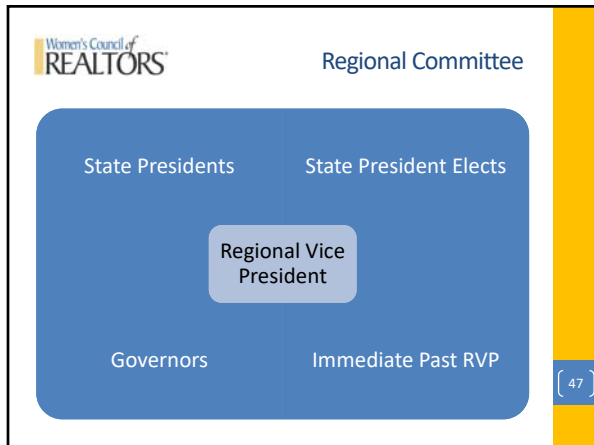 Women's Council of
REALTORS®
Regional Committee
State Presidents
State President Elects
Regional Vice
President
Governors
Immediate Past RVP
47